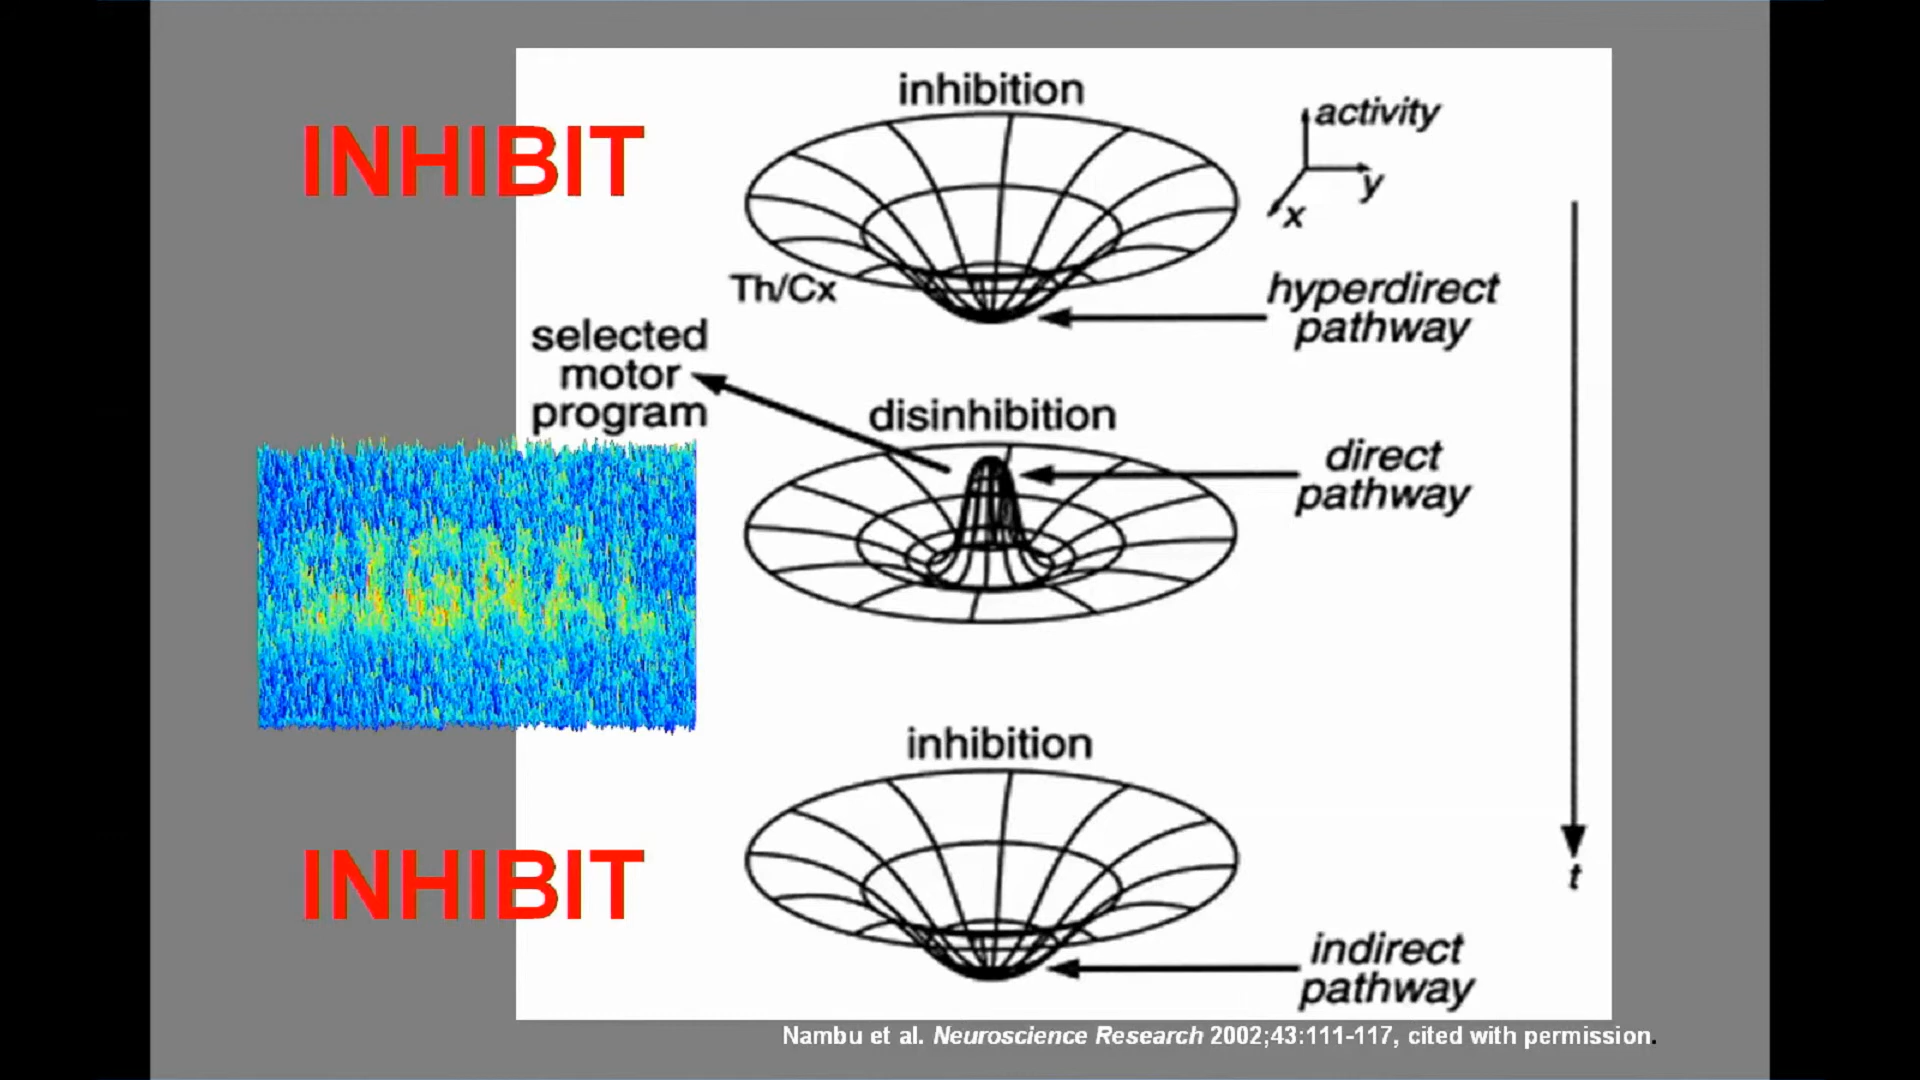 inhibition
activity
y
x
INHIBIT
Th/Cx
hyperdirect
pathway
selected
motor
program
disinhibition
direct
pathway
SIGNAL
inhibition
INHIBIT
t
indirect
pathway
Nambu et al. Neuroscience Research 2002;43:111-117, cited with permission.